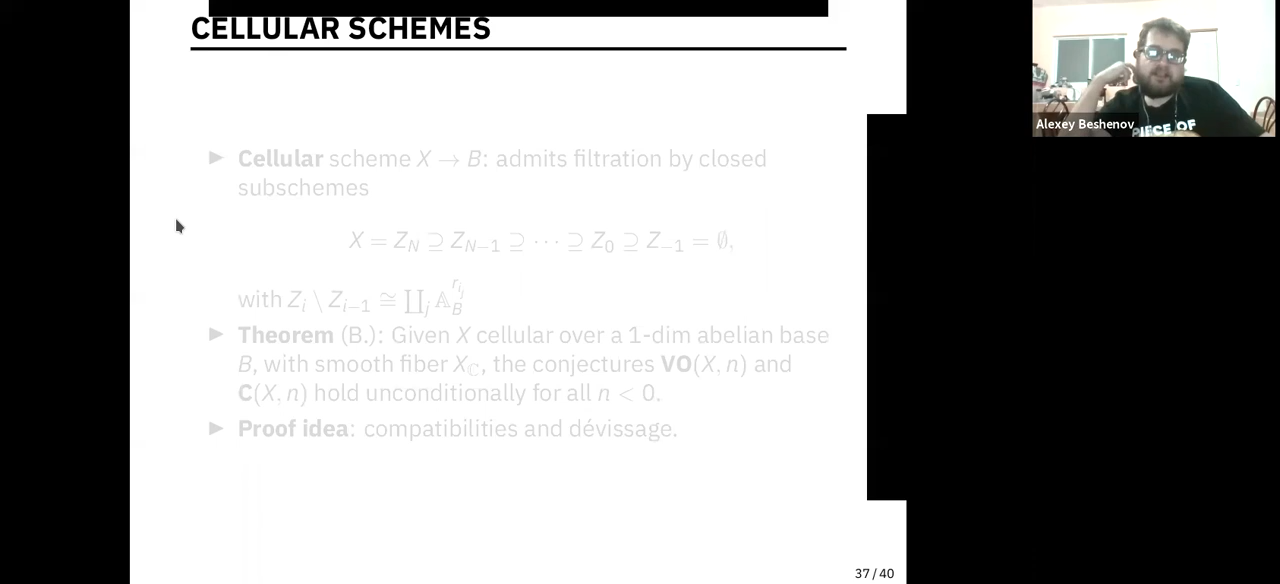 CELLULAR SCHEMES
▶ Cellular scheme X → B: admits filtration by closed
subschemes
X = Z_N ⊇ Z_{N−1} ⊇ ⋯ ⊇ Z_0 ⊇ Z_{−1} = ∅,
with Z_i \ Z_{i−1} ≅ ∐_j 𝔸_B^{r_{i_j}}
▶ Theorem (B.): Given X cellular over a 1-dim abelian base
B, with smooth fiber X_ℂ, the conjectures VO(X, n) and
C(X, n) hold unconditionally for all n < 0.
▶ Proof idea: compatibilities and dévissage.
37 / 40
Alexey Beshenov
PIECE OF